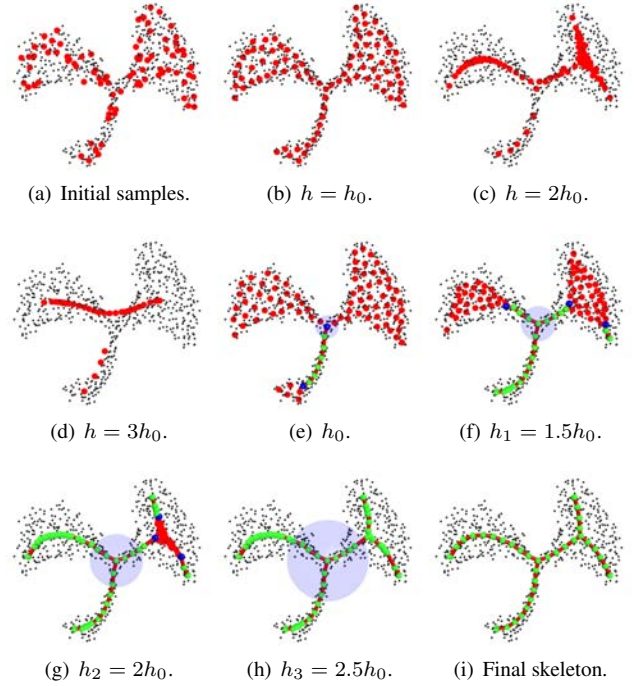 (a) Initial samples.
(b) h = h₀.
(c) h = 2h₀.
(d) h = 3h₀.
(e) h₀.
(f) h₁ = 1.5h₀.
(g) h₂ = 2h₀.
(h) h₃ = 2.5h₀.
(i) Final skeleton.